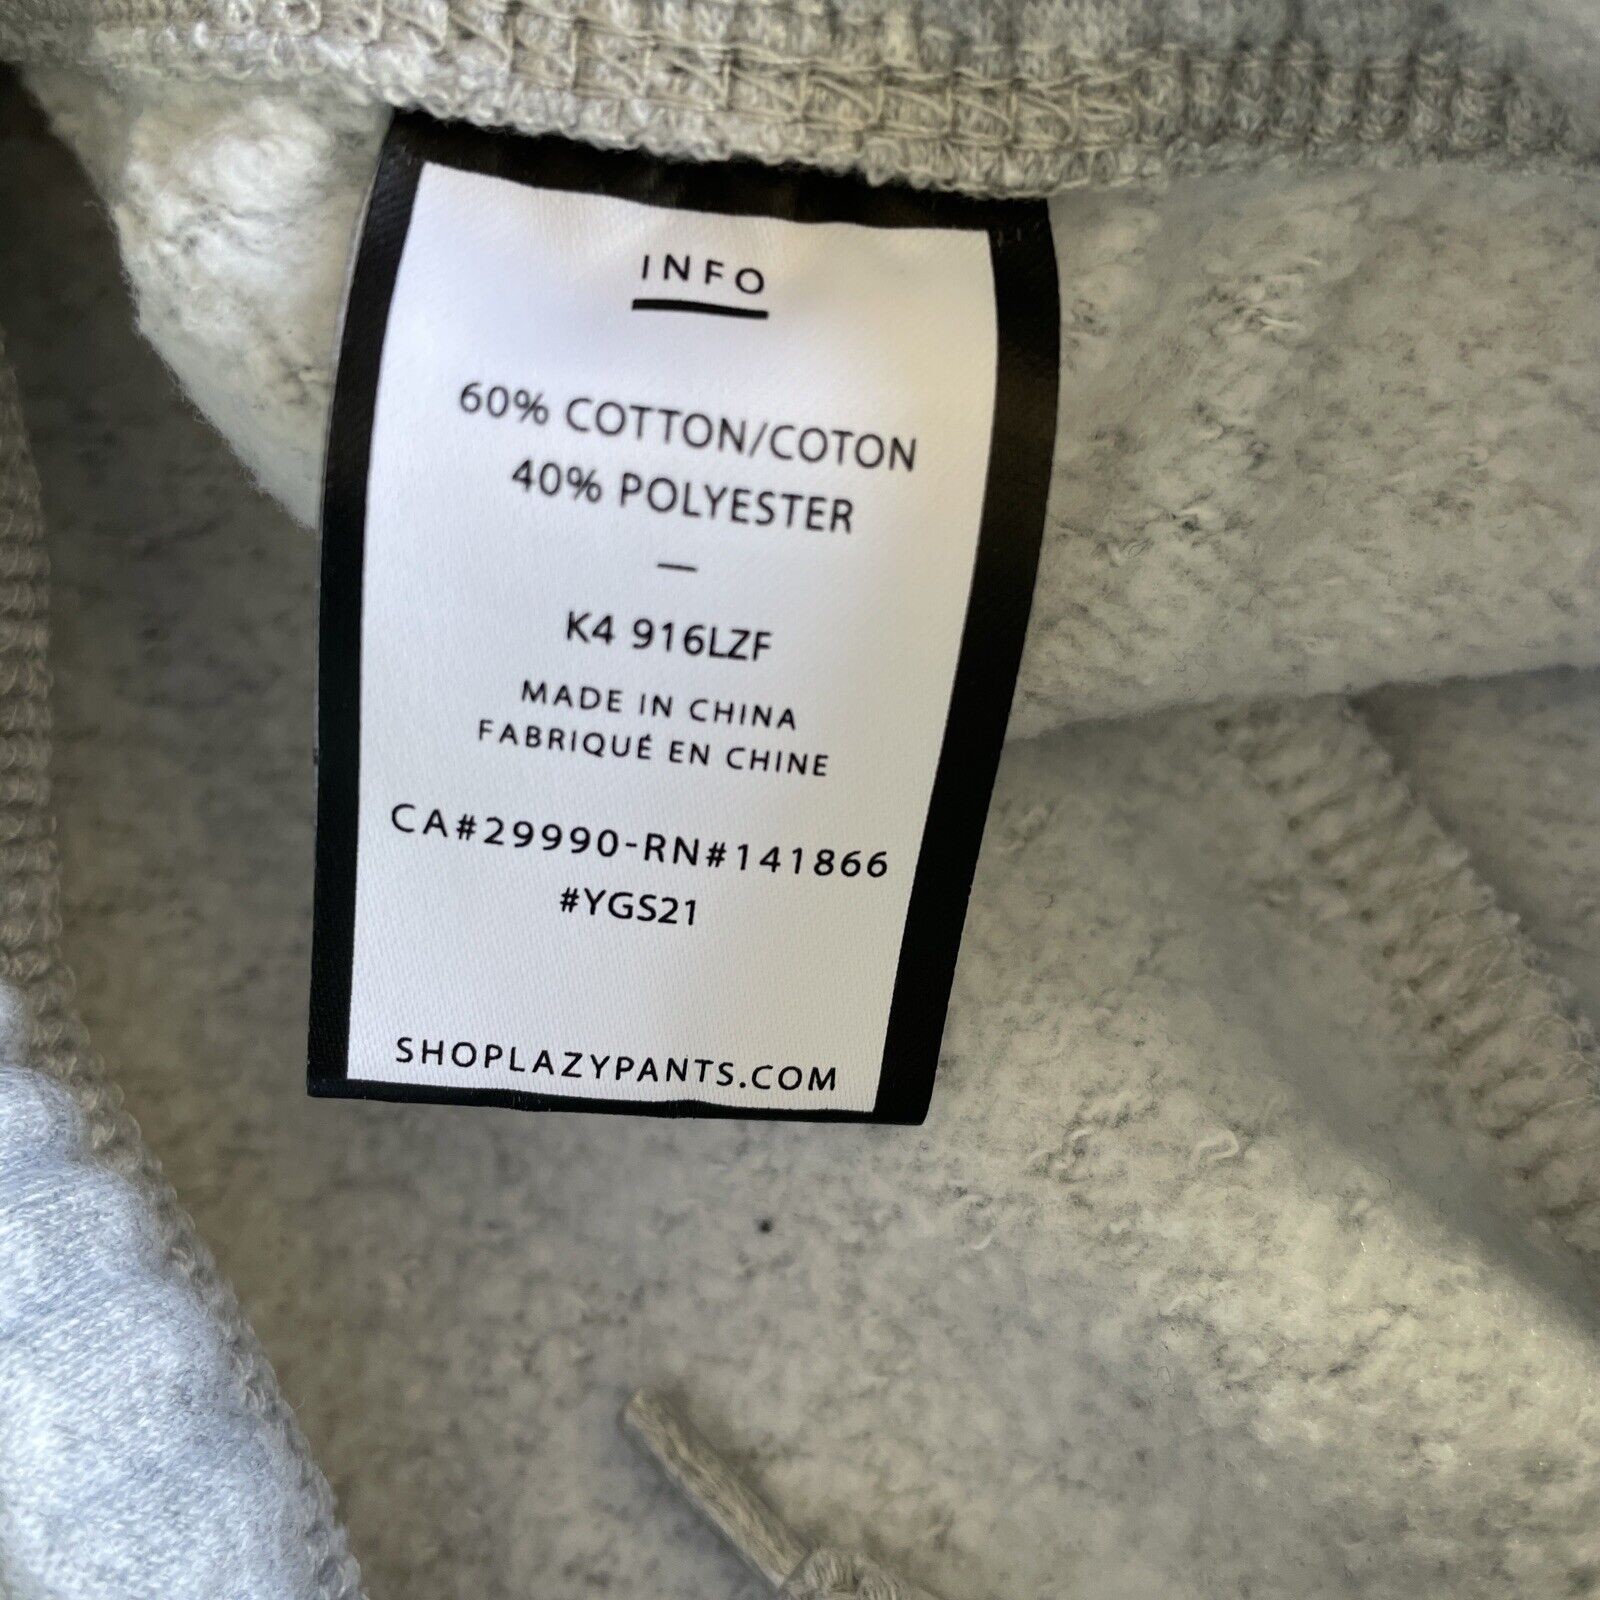 INFO
60% COTTON/COTON
40% POLYESTER
—
K4 916LZF
MADE IN CHINA
FABRIQUÉ EN CHINE
CA#29990-RN#141866
#YGS21
SHOPLAZYPANTS.COM